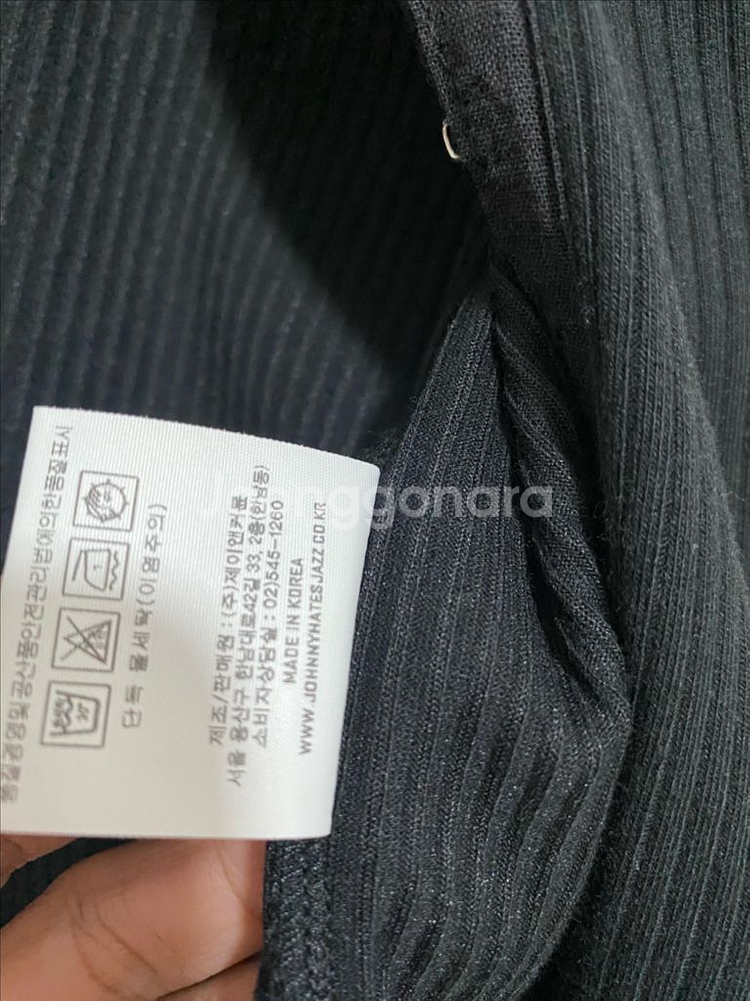 품질경영및공산품안전관리법에의한품질표시
30°
단독 울세탁(이염주의)
제조/판매원 : (주)제이앤커뮤
서울 용산구 한남대로42길 33, 2층(한남동)
소비자상담실 : 02)545-1260
MADE IN KOREA
WWW.JOHNNYHATESJAZZ.CO.KR
Joonggonara